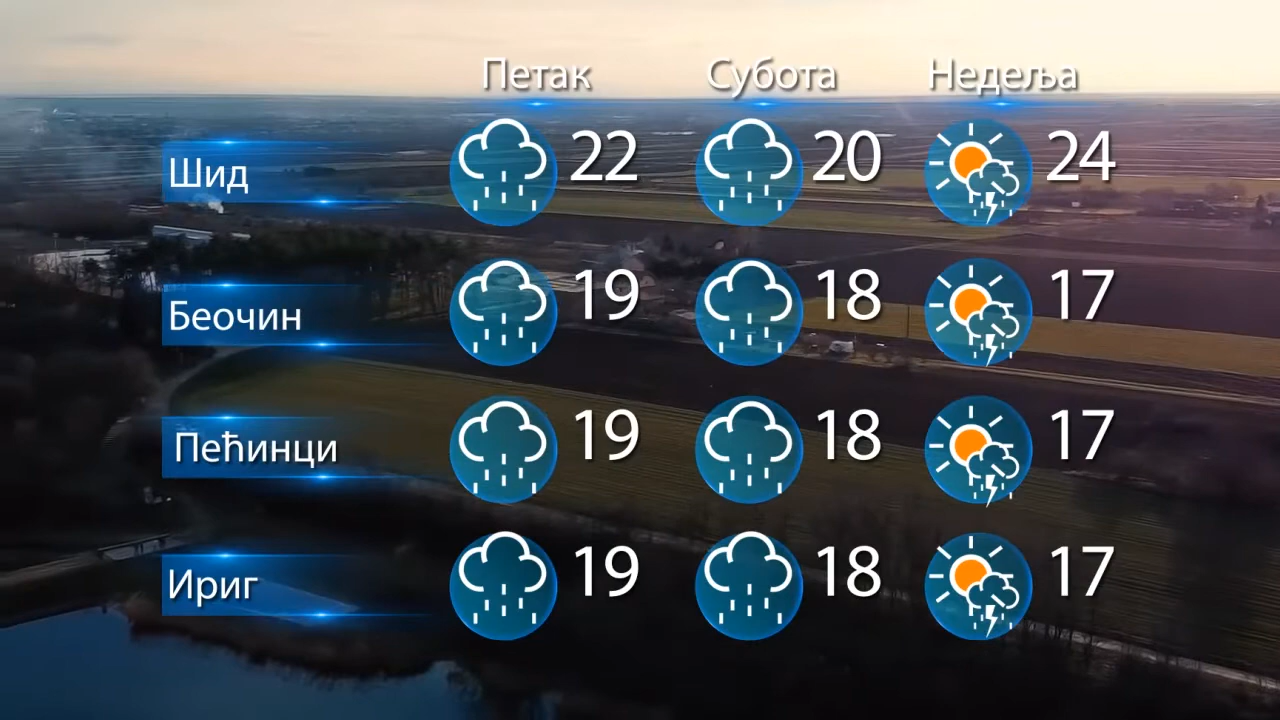 Петак Субота Недеља
Шид 22 20 24
Беочин 19 18 17
Пећинци 19 18 17
Ириг 19 18 17